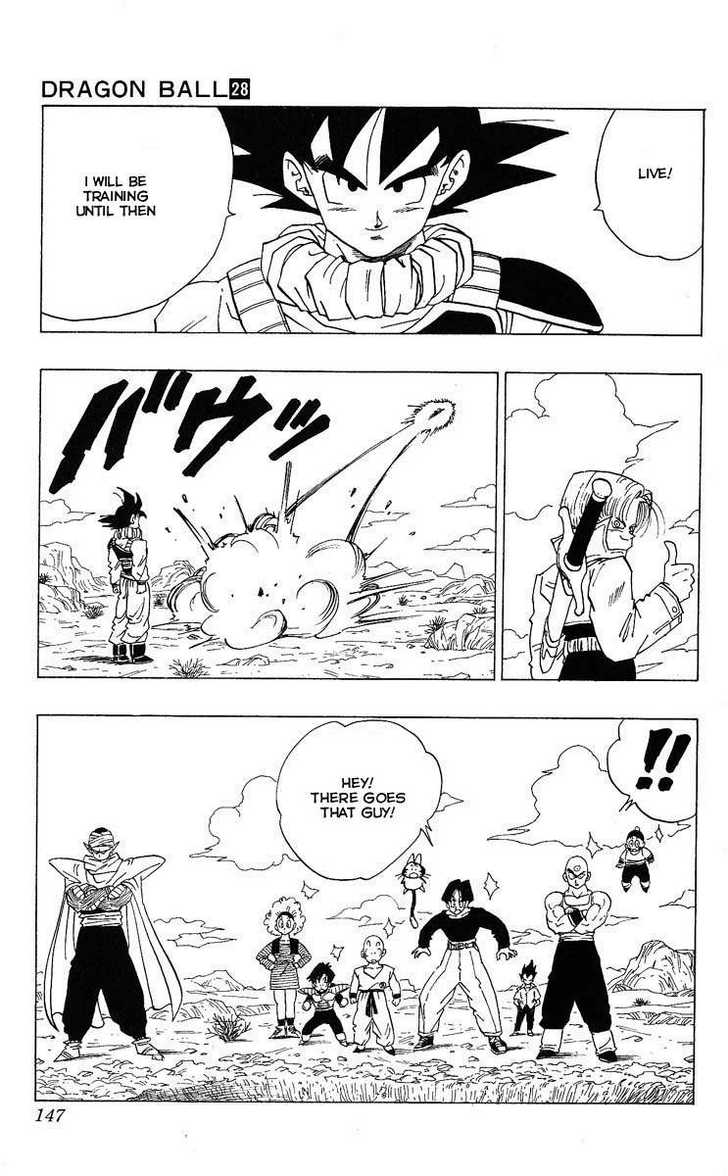 DRAGON BALL 28
LIVE!
I WILL BE
TRAINING
UNTIL THEN
バウッ
!!
HEY!
THERE GOES
THAT GUY!
147